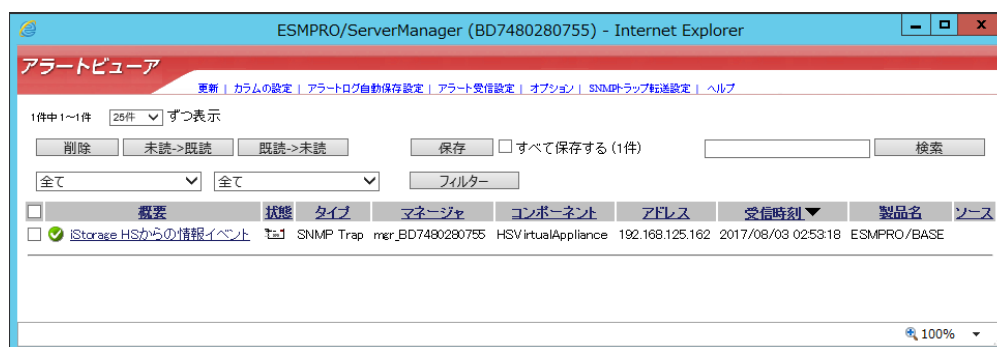 ESMPRO/ServerManager (BD7480280755) - Internet Explorer
アラートビューア
更新 | カラムの設定 | アラートログ自動保存設定 | アラート受信設定 | オプション | SNMPトラップ転送設定 | ヘルプ
1件中 1~1件 25件 ずつ表示
削除 未読->既読 既読->未読 保存 すべて保存する (1件) 検索
全て 全て フィルター
概要 状態 タイプ マネージャ コンポーネント アドレス 受信時刻▼ 製品名 ソース
iStorage HSからの情報イベント SNMP Trap mgr_BD7480280755 HSVirtualAppliance 192.168.125.162 2017/08/03 02:53:18 ESMPRO/BASE
100%